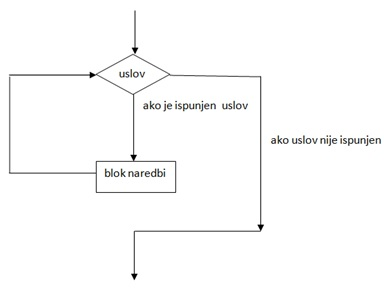 uslov
ako je ispunjen uslov
ako uslov nije ispunjen
blok naredbi